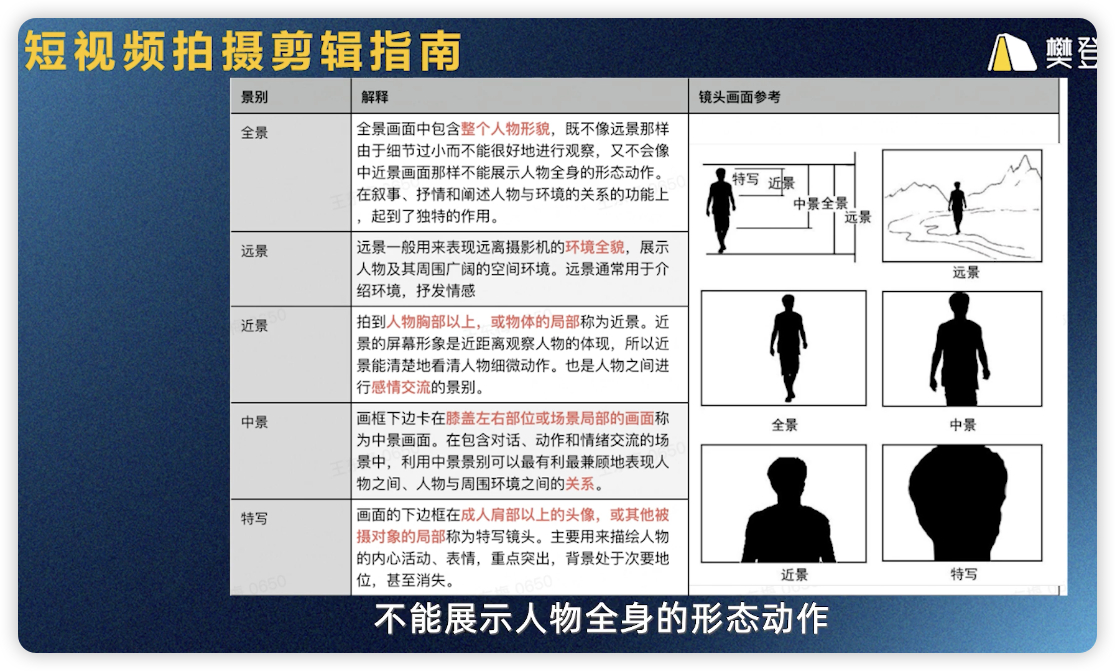 短视频拍摄剪辑指南
樊登
景别
解释
镜头画面参考
全景
全景画面中包含整个人物形貌，既不像远景那样
由于细节过小而不能很好地进行观察，又不会像
中近景画面那样不能展示人物全身的形态动作。
在叙事、抒情和阐述人物与环境的关系的功能上
，起到了独特的作用。
远景
远景一般用来表现远离摄影机的环境全貌，展示
人物及其周围广阔的空间环境。远景通常用于介
绍环境，抒发情感
近景
拍到人物胸部以上，或物体的局部称为近景。近
景的屏幕形象是近距离观察人物的体现，所以近
景能清楚地看清人物细微动作。也是人物之间进
行感情交流的景别。
中景
画框下边卡在膝盖左右部位或场景局部的画面称
为中景画面。在包含对话、动作和情绪交流的场
景中，利用中景景别可以最有利最兼顾地表现人
物之间、人物与周围环境之间的关系。
特写
画面的下边框在成人肩部以上的头像，或其他被
摄对象的局部称为特写镜头。主要用来描绘人物
的内心活动、表情，重点突出，背景处于次要地
位，甚至消失。
特写
近景
中景
全景
远景
远景
全景
中景
近景
特写
不能展示人物全身的形态动作